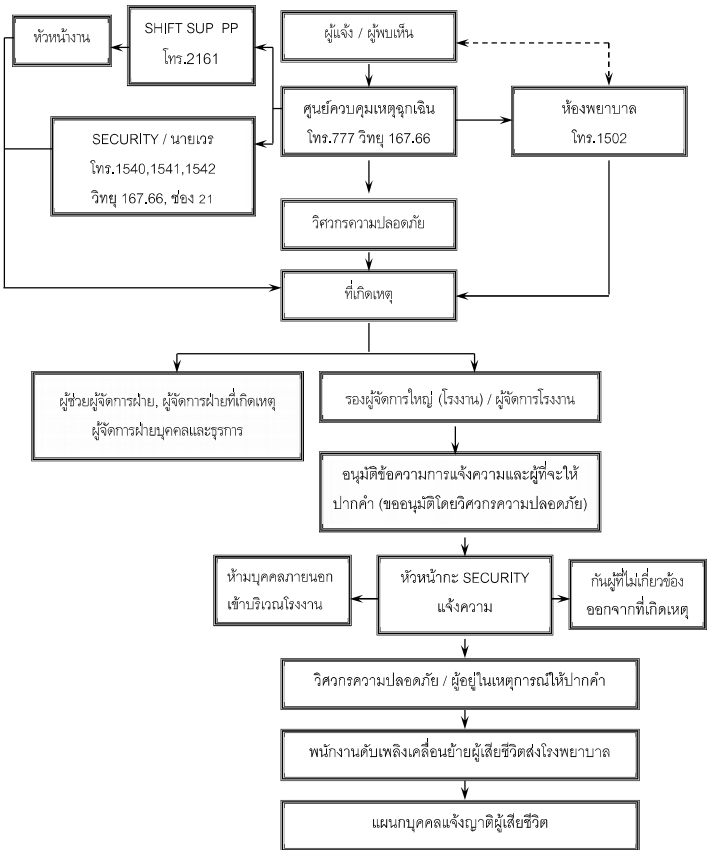 หัวหน้างาน
SHIFT SUP PP
โทร.2161
ผู้แจ้ง / ผู้พบเห็น
ศูนย์ควบคุมเหตุฉุกเฉิน
โทร.777 วิทยุ 167.66
ห้องพยาบาล
โทร.1502
SECURITY / นายเวร
โทร.1540,1541,1542
วิทยุ 167.66, ช่อง 21
วิศวกรความปลอดภัย
ที่เกิดเหตุ
ผู้ช่วยผู้จัดการฝ่าย, ผู้จัดการฝ่ายที่เกิดเหตุ
ผู้จัดการฝ่ายบุคคลและธุรการ
รองผู้จัดการใหญ่ (โรงงาน) / ผู้จัดการโรงงาน
อนุมัติข้อความการแจ้งความและผู้ที่จะให้
ปากคำ (ขออนุมัติโดยวิศวกรความปลอดภัย)
ห้ามบุคคลภายนอก
เข้าบริเวณโรงงาน
หัวหน้ากะ SECURITY
แจ้งความ
กันผู้ที่ไม่เกี่ยวข้อง
ออกจากที่เกิดเหตุ
วิศวกรความปลอดภัย / ผู้อยู่ในเหตุการณ์ให้ปากคำ
พนักงานดับเพลิงเคลื่อนย้ายผู้เสียชีวิตส่งโรงพยาบาล
แผนกบุคคลแจ้งญาติผู้เสียชีวิต